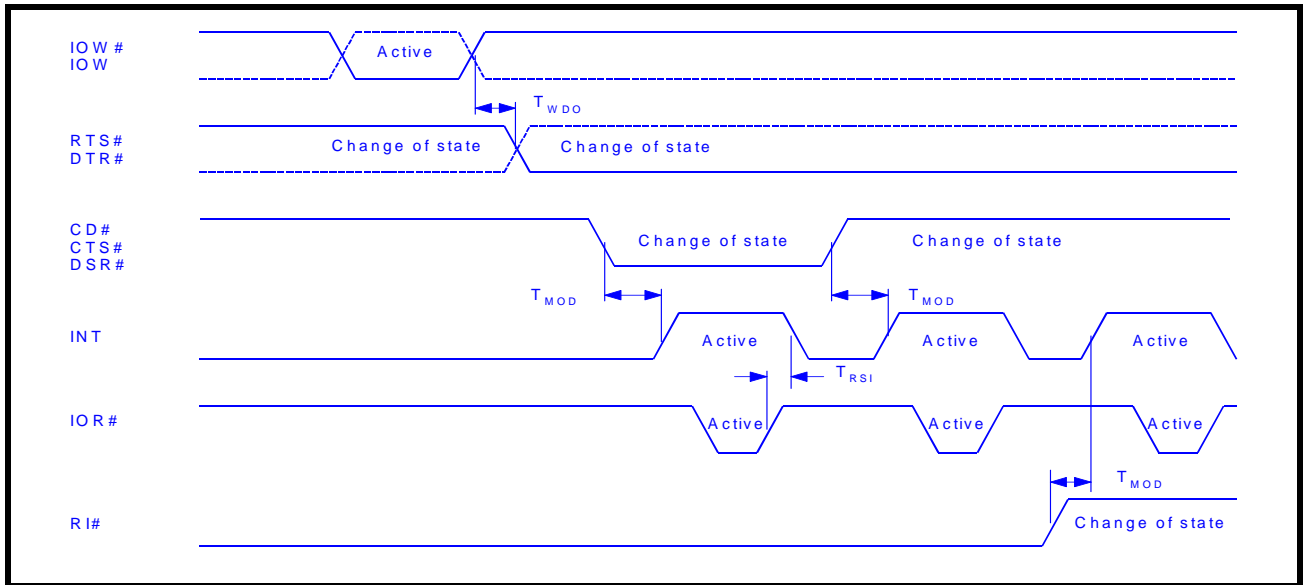 IOW#
IOW
Active
TWDO
RTS#
DTR#
Change of state
Change of state
CD#
CTS#
DSR#
Change of state
Change of state
TMOD
TMOD
INT
Active
Active
Active
TRSI
IOR#
Active
Active
Active
TMOD
RI#
Change of state